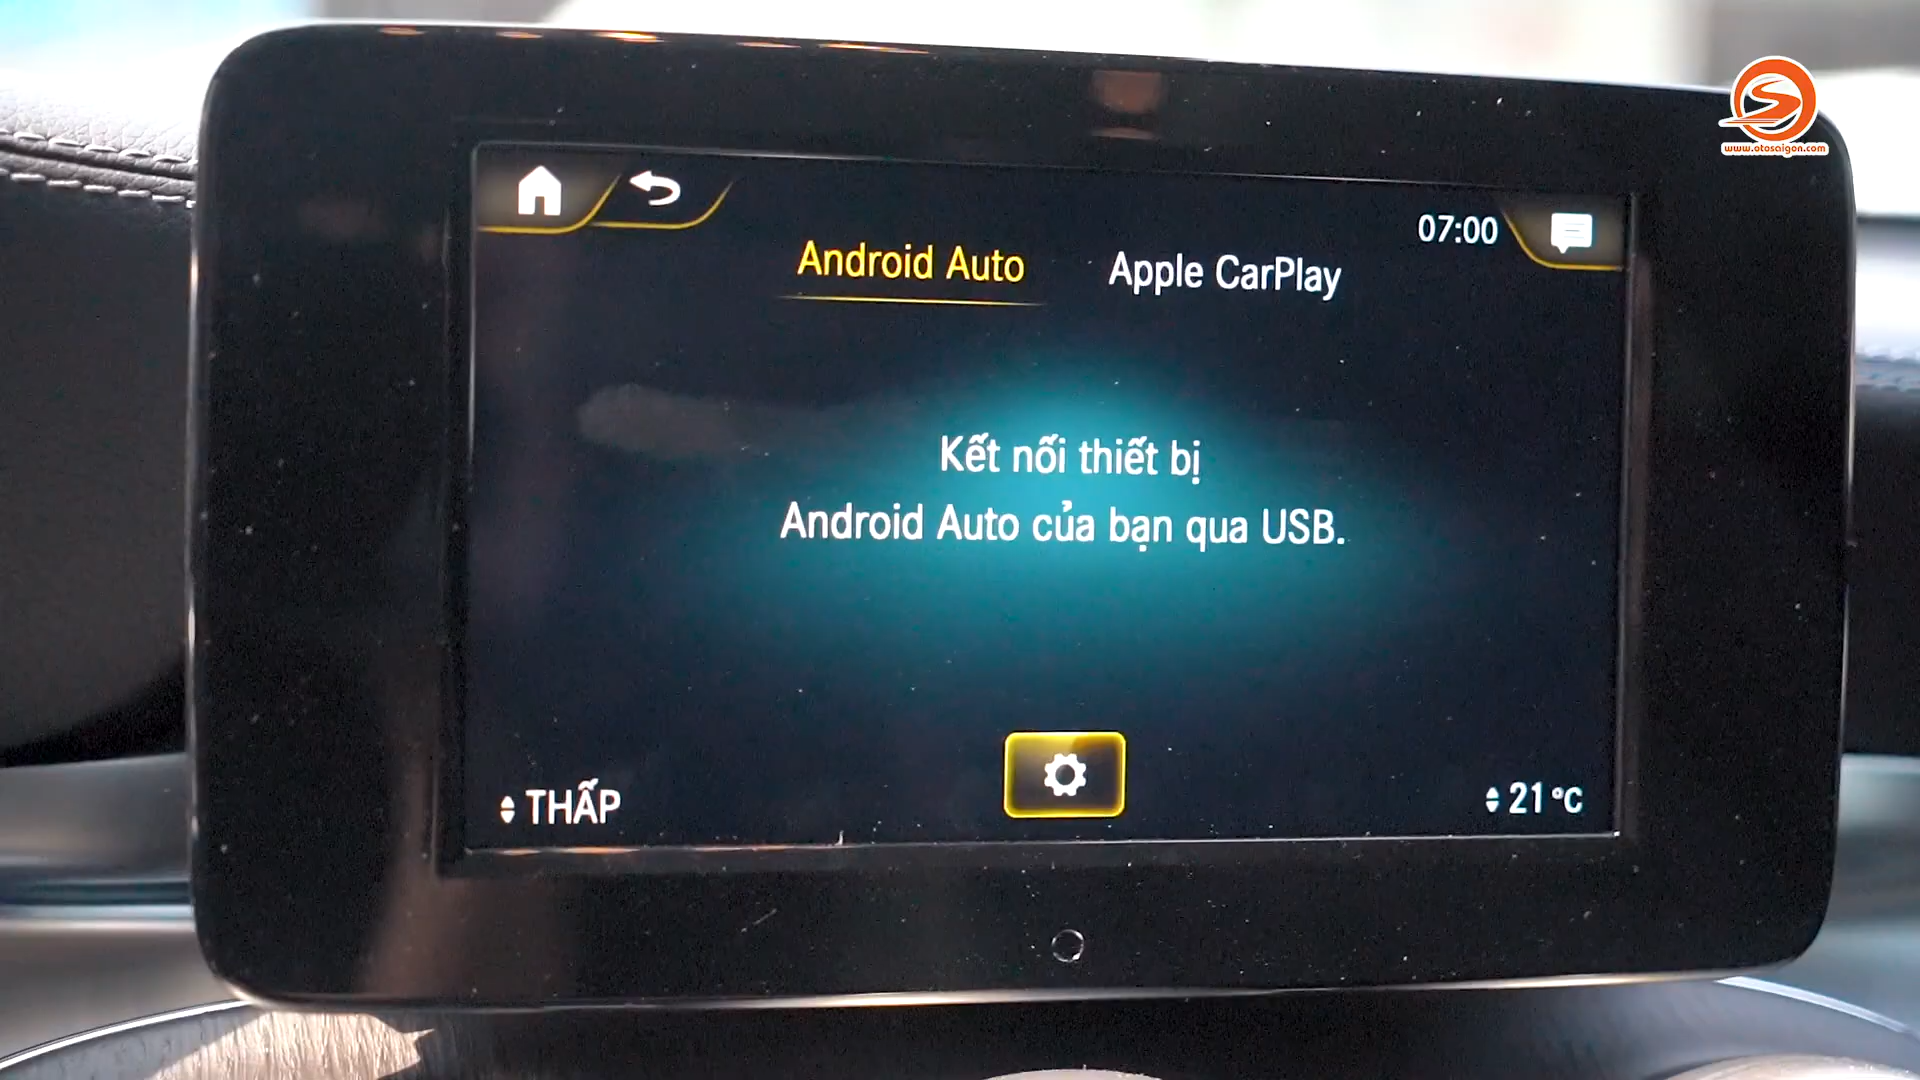 www.otosaigon.com
07:00
Android Auto
Apple CarPlay
Kết nối thiết bị
Android Auto của bạn qua USB.
THẤP
21°C